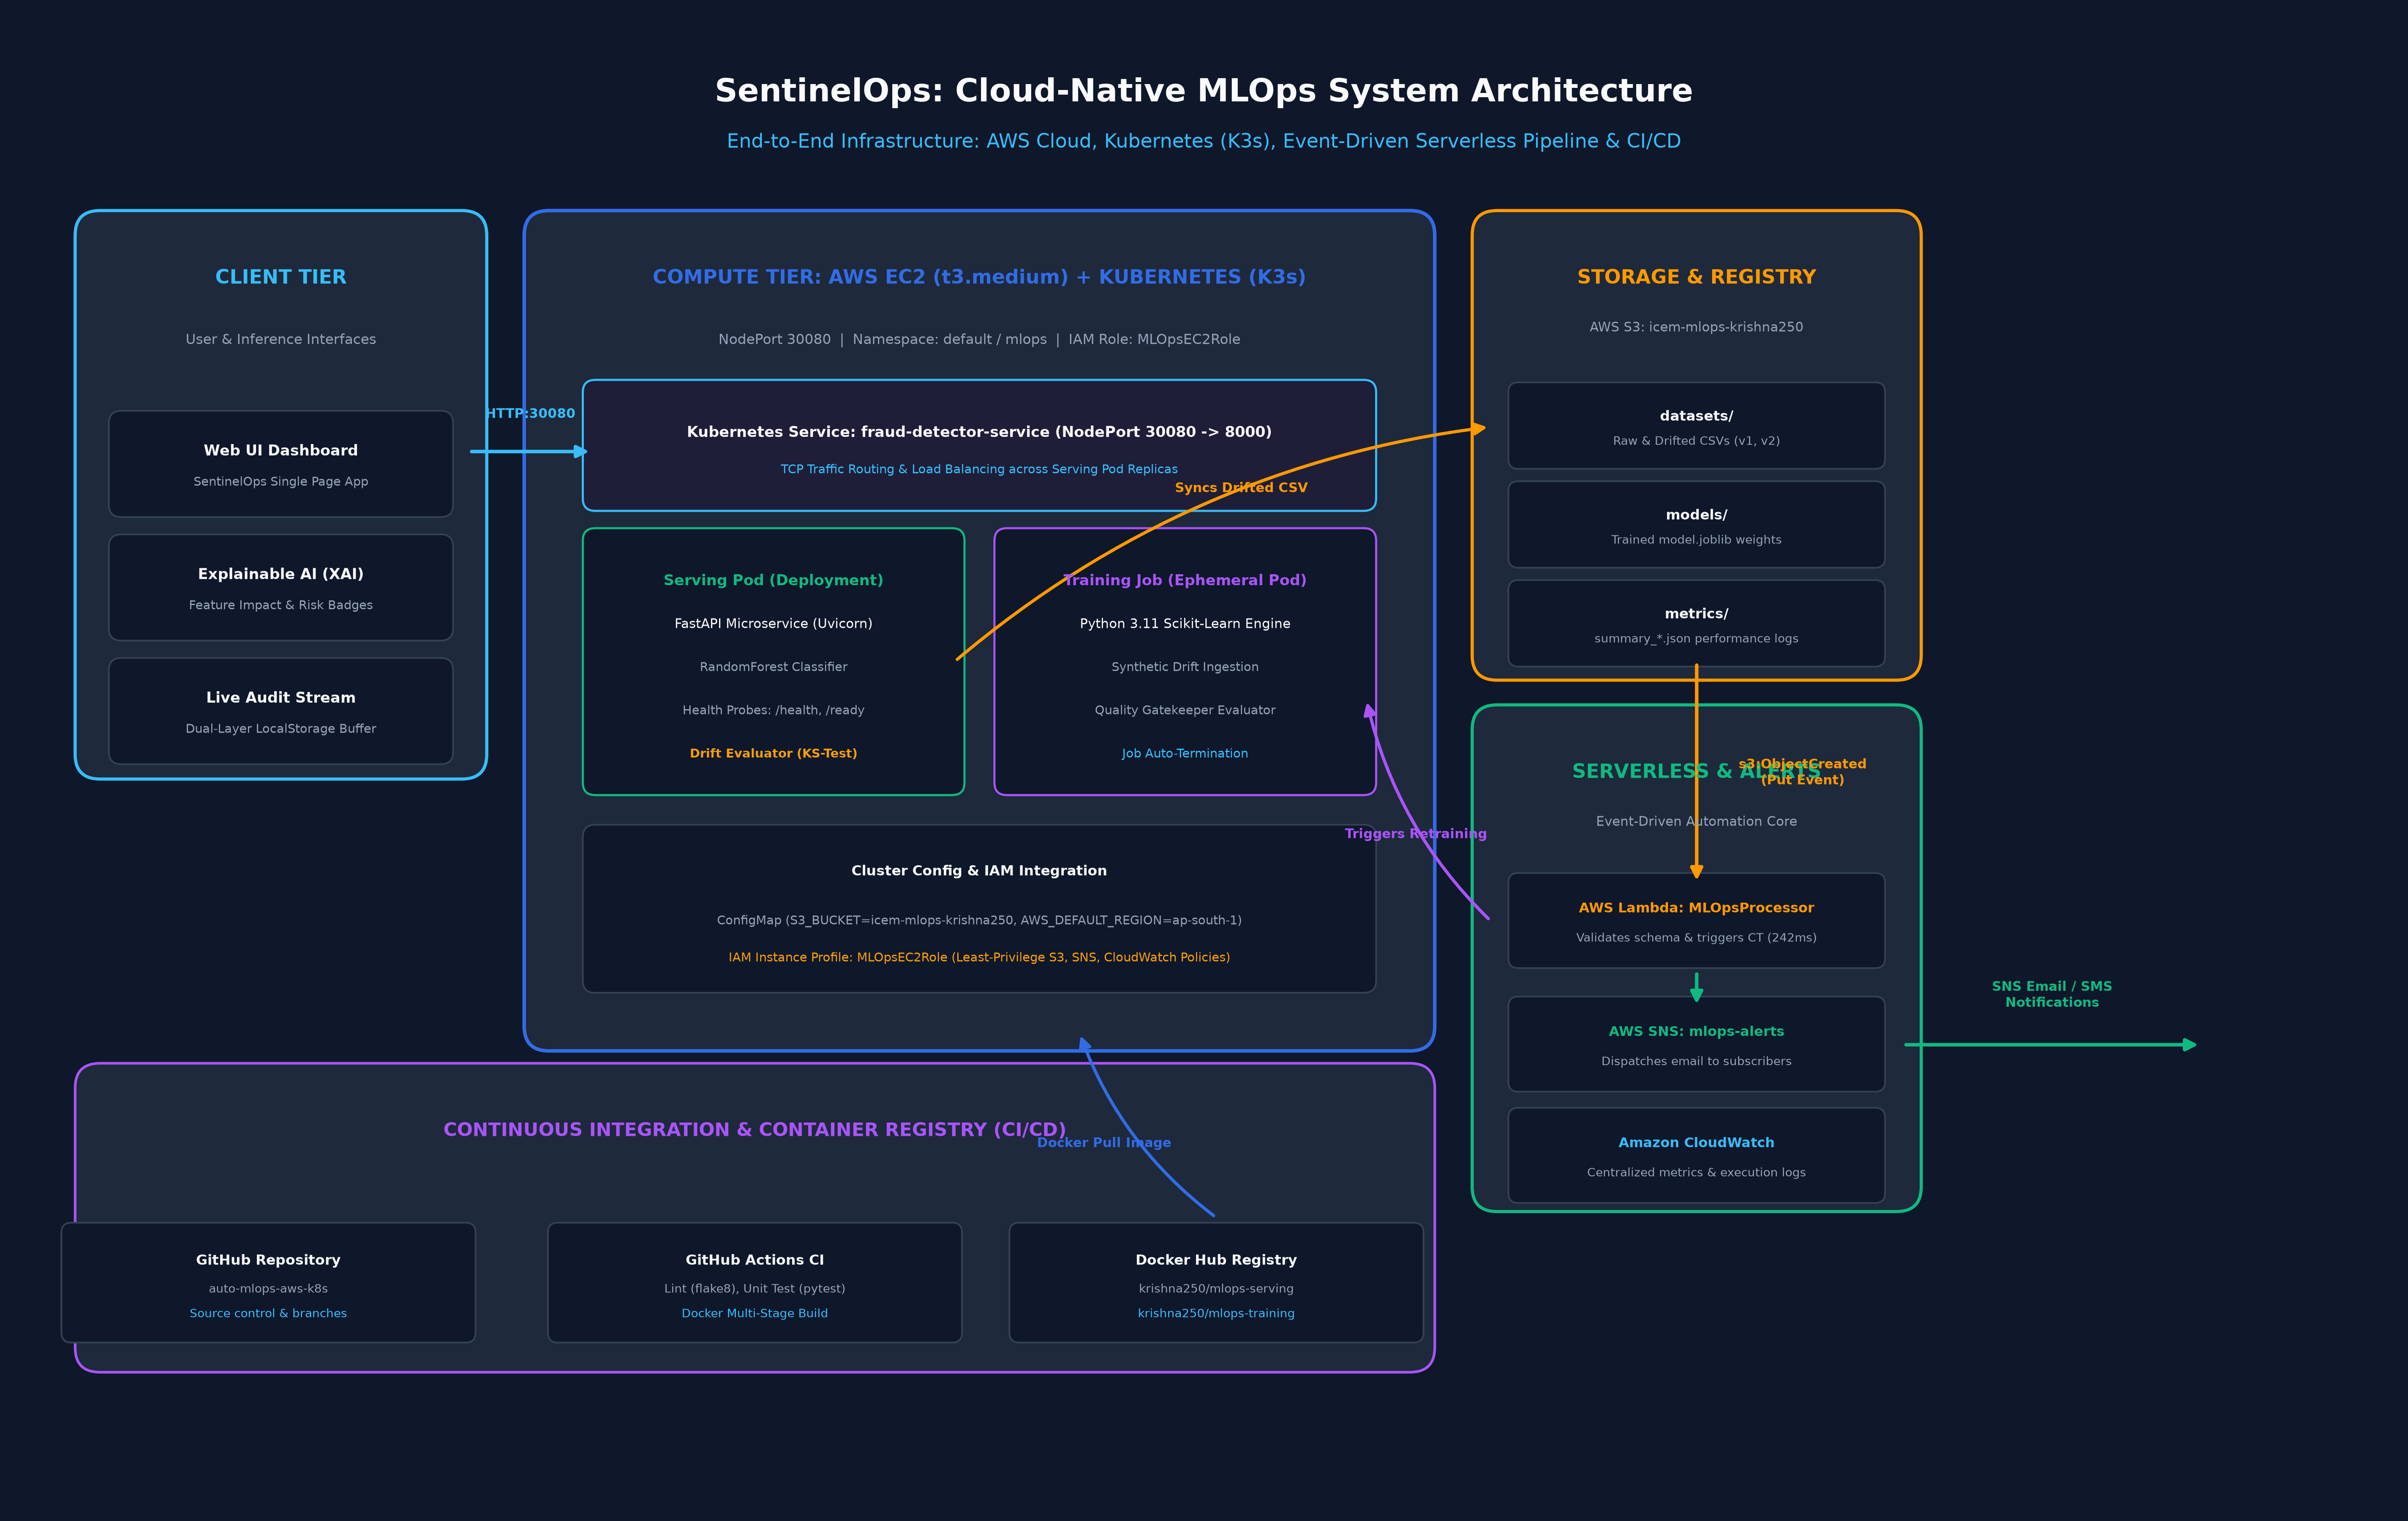 SentinelOps: Cloud-Native MLOps System Architecture
End-to-End Infrastructure: AWS Cloud, Kubernetes (K3s), Event-Driven Serverless Pipeline & CI/CD
CLIENT TIER
User & Inference Interfaces
Web UI Dashboard
SentinelOps Single Page App
Explainable AI (XAI)
Feature Impact & Risk Badges
Live Audit Stream
Dual-Layer LocalStorage Buffer
HTTP:30080
COMPUTE TIER: AWS EC2 (t3.medium) + KUBERNETES (K3s)
NodePort 30080 | Namespace: default / mlops | IAM Role: MLOpsEC2Role
Kubernetes Service: fraud-detector-service (NodePort 30080 -> 8000)
TCP Traffic Routing & Load Balancing across Serving Pod Replicas
Syncs Drifted CSV
Serving Pod (Deployment)
FastAPI Microservice (Uvicorn)
RandomForest Classifier
Health Probes: /health, /ready
Drift Evaluator (KS-Test)
Training Job (Ephemeral Pod)
Python 3.11 Scikit-Learn Engine
Synthetic Drift Ingestion
Quality Gatekeeper Evaluator
Job Auto-Termination
Triggers Retraining
Cluster Config & IAM Integration
ConfigMap (S3_BUCKET=icem-mlops-krishna250, AWS_DEFAULT_REGION=ap-south-1)
IAM Instance Profile: MLOpsEC2Role (Least-Privilege S3, SNS, CloudWatch Policies)
STORAGE & REGISTRY
AWS S3: icem-mlops-krishna250
datasets/
Raw & Drifted CSVs (v1, v2)
models/
Trained model.joblib weights
metrics/
summary_*.json performance logs
SERVERLESS & ALERTS
s3:ObjectCreated
(Put Event)
Event-Driven Automation Core
AWS Lambda: MLOpsProcessor
Validates schema & triggers CT (242ms)
AWS SNS: mlops-alerts
Dispatches email to subscribers
Amazon CloudWatch
Centralized metrics & execution logs
SNS Email / SMS
Notifications
CONTINUOUS INTEGRATION & CONTAINER REGISTRY (CI/CD)
Docker Pull Image
GitHub Repository
auto-mlops-aws-k8s
Source control & branches
GitHub Actions CI
Lint (flake8), Unit Test (pytest)
Docker Multi-Stage Build
Docker Hub Registry
krishna250/mlops-serving
krishna250/mlops-training